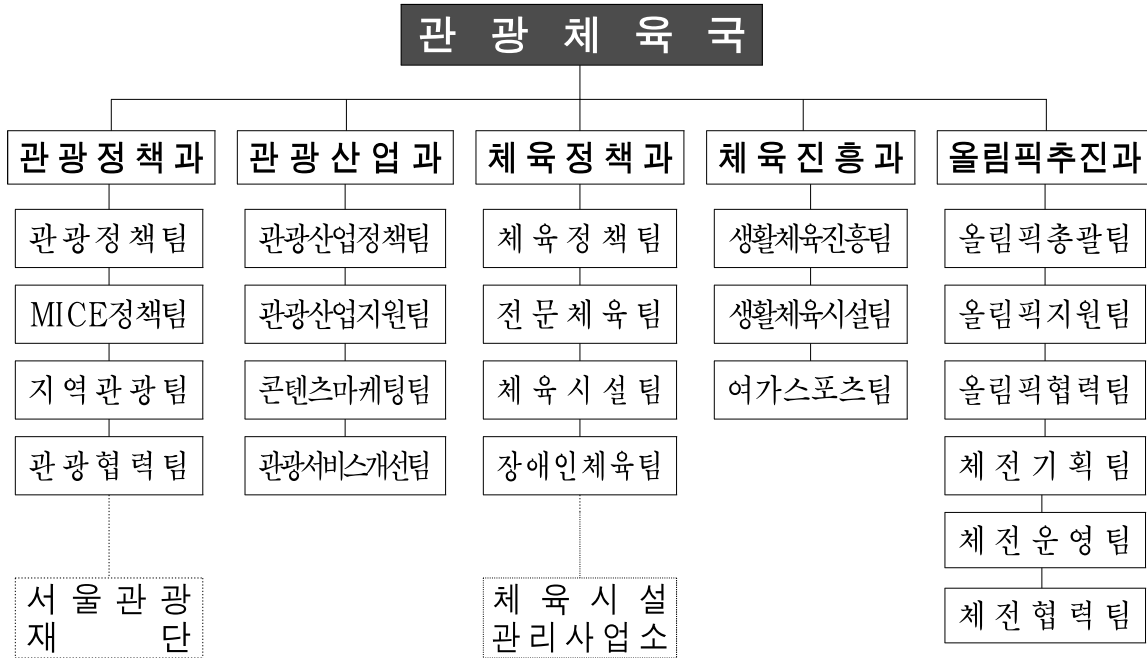 관광체육국
관광정책과
관광정책팀
MICE정책팀
지역관광팀
관광협력팀
서울관광
재단
관광산업과
관광산업정책팀
관광산업지원팀
콘텐츠마케팅팀
관광서비스개선팀
체육정책과
체육정책팀
전문체육팀
체육시설팀
장애인체육팀
체육시설
관리사업소
체육진흥과
생활체육진흥팀
생활체육시설팀
여가스포츠팀
올림픽추진과
올림픽총괄팀
올림픽지원팀
올림픽협력팀
체전기획팀
체전운영팀
체전협력팀